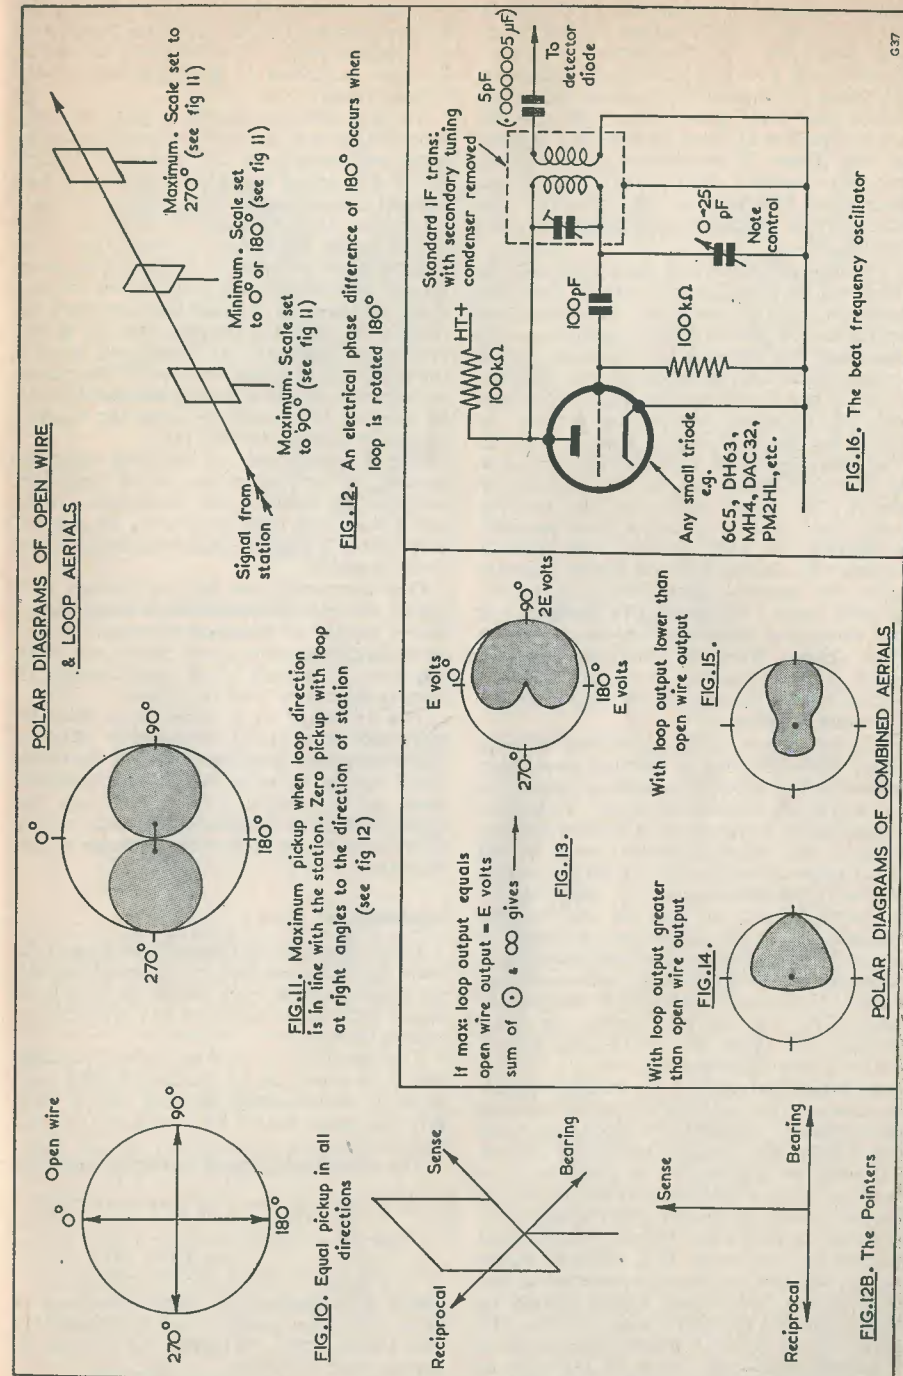 POLAR DIAGRAMS OF OPEN WIRE
& LOOP AERIALS
Open wire
0°
90°
180°
270°
FIG.10. Equal pickup in all
directions
0°
90°
180°
270°
FIG.11. Maximum pickup when loop direction
is in line with the station. Zero pickup with loop
at right angles to the direction of station
(see fig 12)
Signal from
station
Maximum. Scale set
to 90° (see fig 11)
Minimum. Scale set
to 0° or 180° (see fig 11)
Maximum. Scale set to
270° (see fig 11)
FIG.12. An electrical phase difference of 180° occurs when
loop is rotated 180°
Sense
Reciprocal
Bearing
Sense
Reciprocal
Bearing
FIG.12B. The Pointers
If max: loop output equals
open wire output = E volts
sum of ⊙ & ∞ gives
FIG.13.
E volts
0°
90°
2E volts
180°
E volts
270°
With loop output greater
than open wire output
FIG.14.
With loop output lower than
open wire output
FIG.15.
POLAR DIAGRAMS OF COMBINED AERIALS
Standard IF trans:
with secondary tuning
condenser removed
HT+
100kΩ
5pF
(.000005µF)
To
detector
diode
100pF
100kΩ
0-25
pF
Note
control
Any small triode
e.g.
6C5, DH63,
MH4, DAC32,
PM2HL, etc.
FIG.16. The beat frequency oscillator
G37